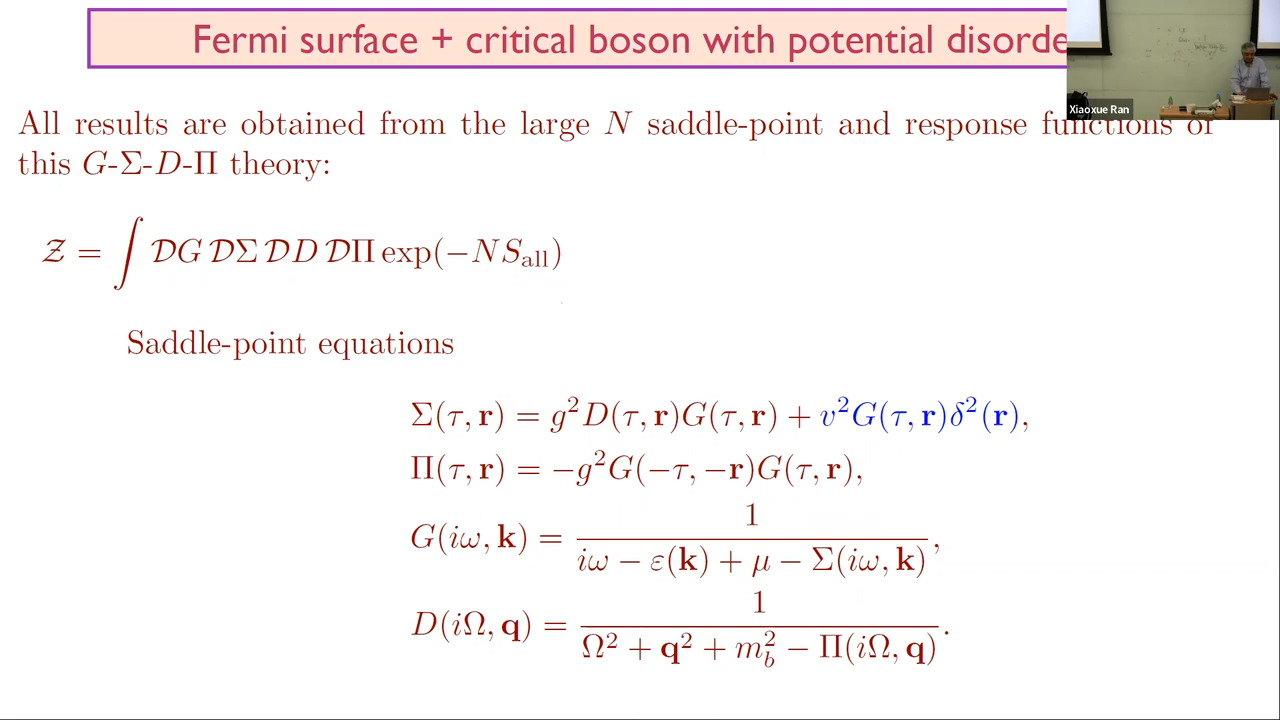 Fermi surface + critical boson with potential
Xiaoxue Ran
All results are obtained from the large N saddle-point and response functions of
this G-Σ-D-Π theory:
𝒵 = ∫ 𝒟G 𝒟Σ 𝒟D 𝒟Π exp(−N S_all)
Saddle-point equations
Σ(τ, r) = g²D(τ, r)G(τ, r) + v²G(τ, r)δ²(r),
Π(τ, r) = −g²G(−τ, −r)G(τ, r),
G(iω, k) = 1 / (iω − ε(k) + μ − Σ(iω, k)),
D(iΩ, q) = 1 / (Ω² + q² + m_b² − Π(iΩ, q)).